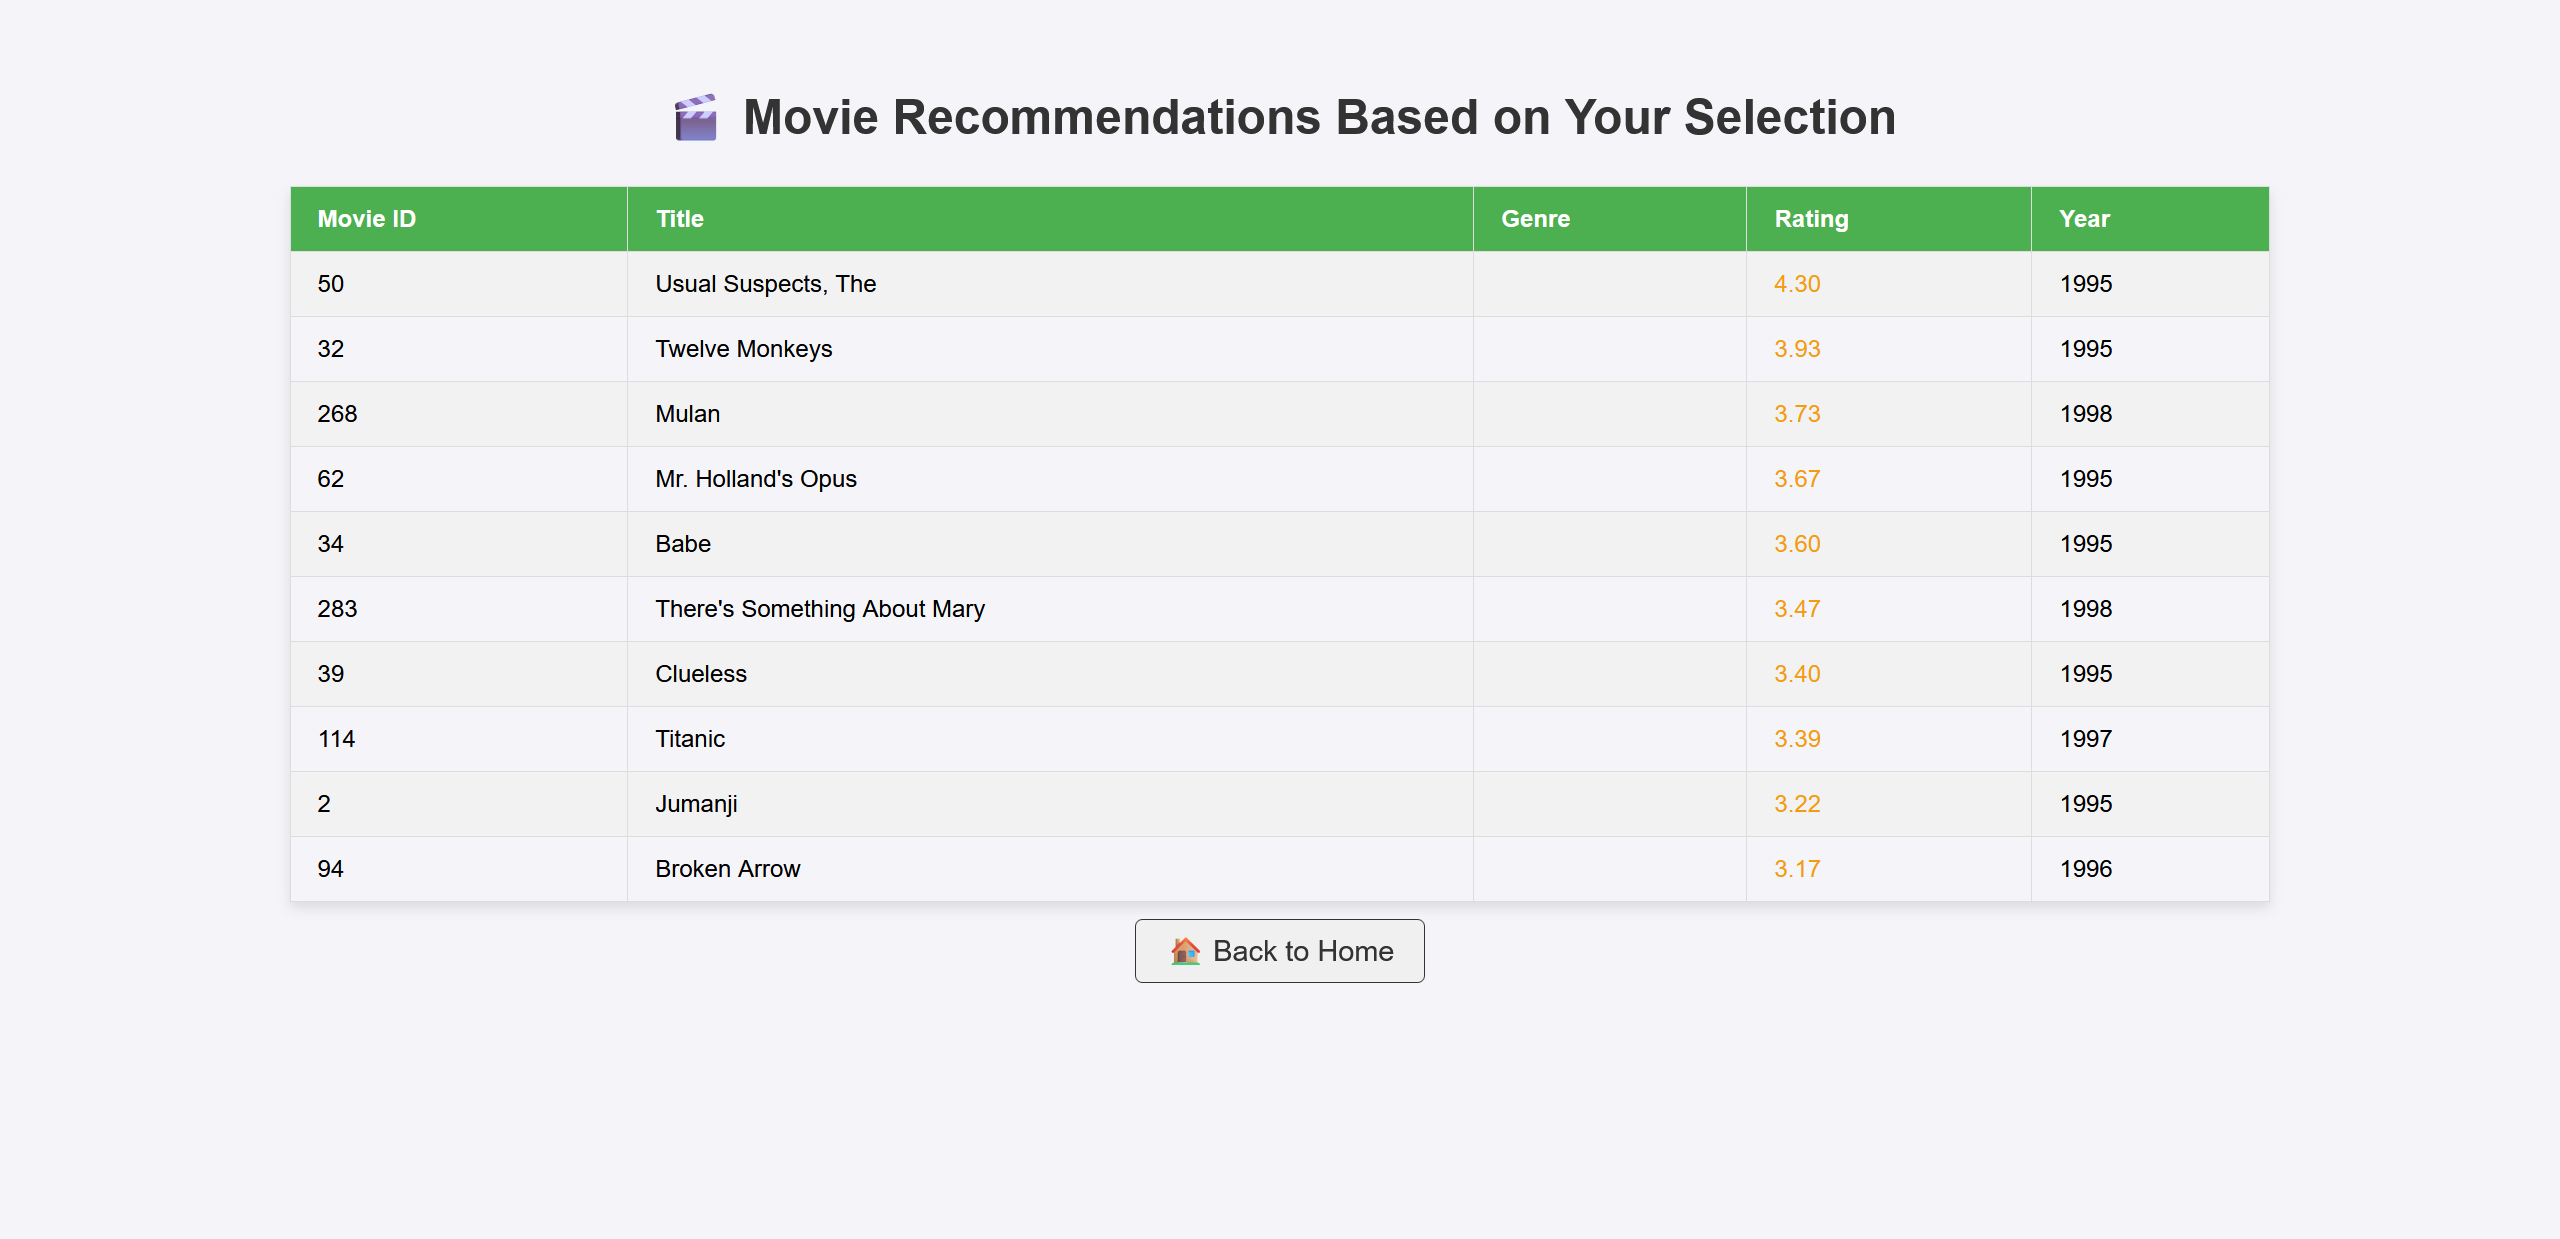 🎬 Movie Recommendations Based on Your Selection
Movie ID Title Genre Rating Year
50 Usual Suspects, The 4.30 1995
32 Twelve Monkeys 3.93 1995
268 Mulan 3.73 1998
62 Mr. Holland's Opus 3.67 1995
34 Babe 3.60 1995
283 There's Something About Mary 3.47 1998
39 Clueless 3.40 1995
114 Titanic 3.39 1997
2 Jumanji 3.22 1995
94 Broken Arrow 3.17 1996
🏠 Back to Home